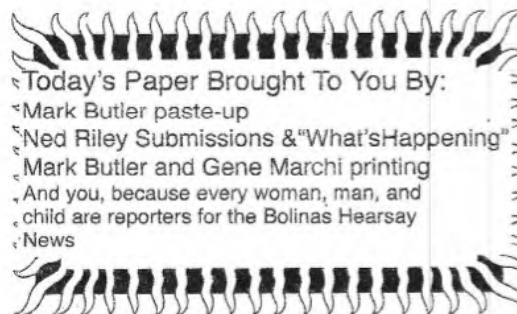 Today's Paper Brought To You By:
Mark Butler paste-up
Ned Riley Submissions &"What'sHappening"
Mark Butler and Gene Marchi printing
And you, because every woman, man, and
child are reporters for the Bolinas Hearsay
News